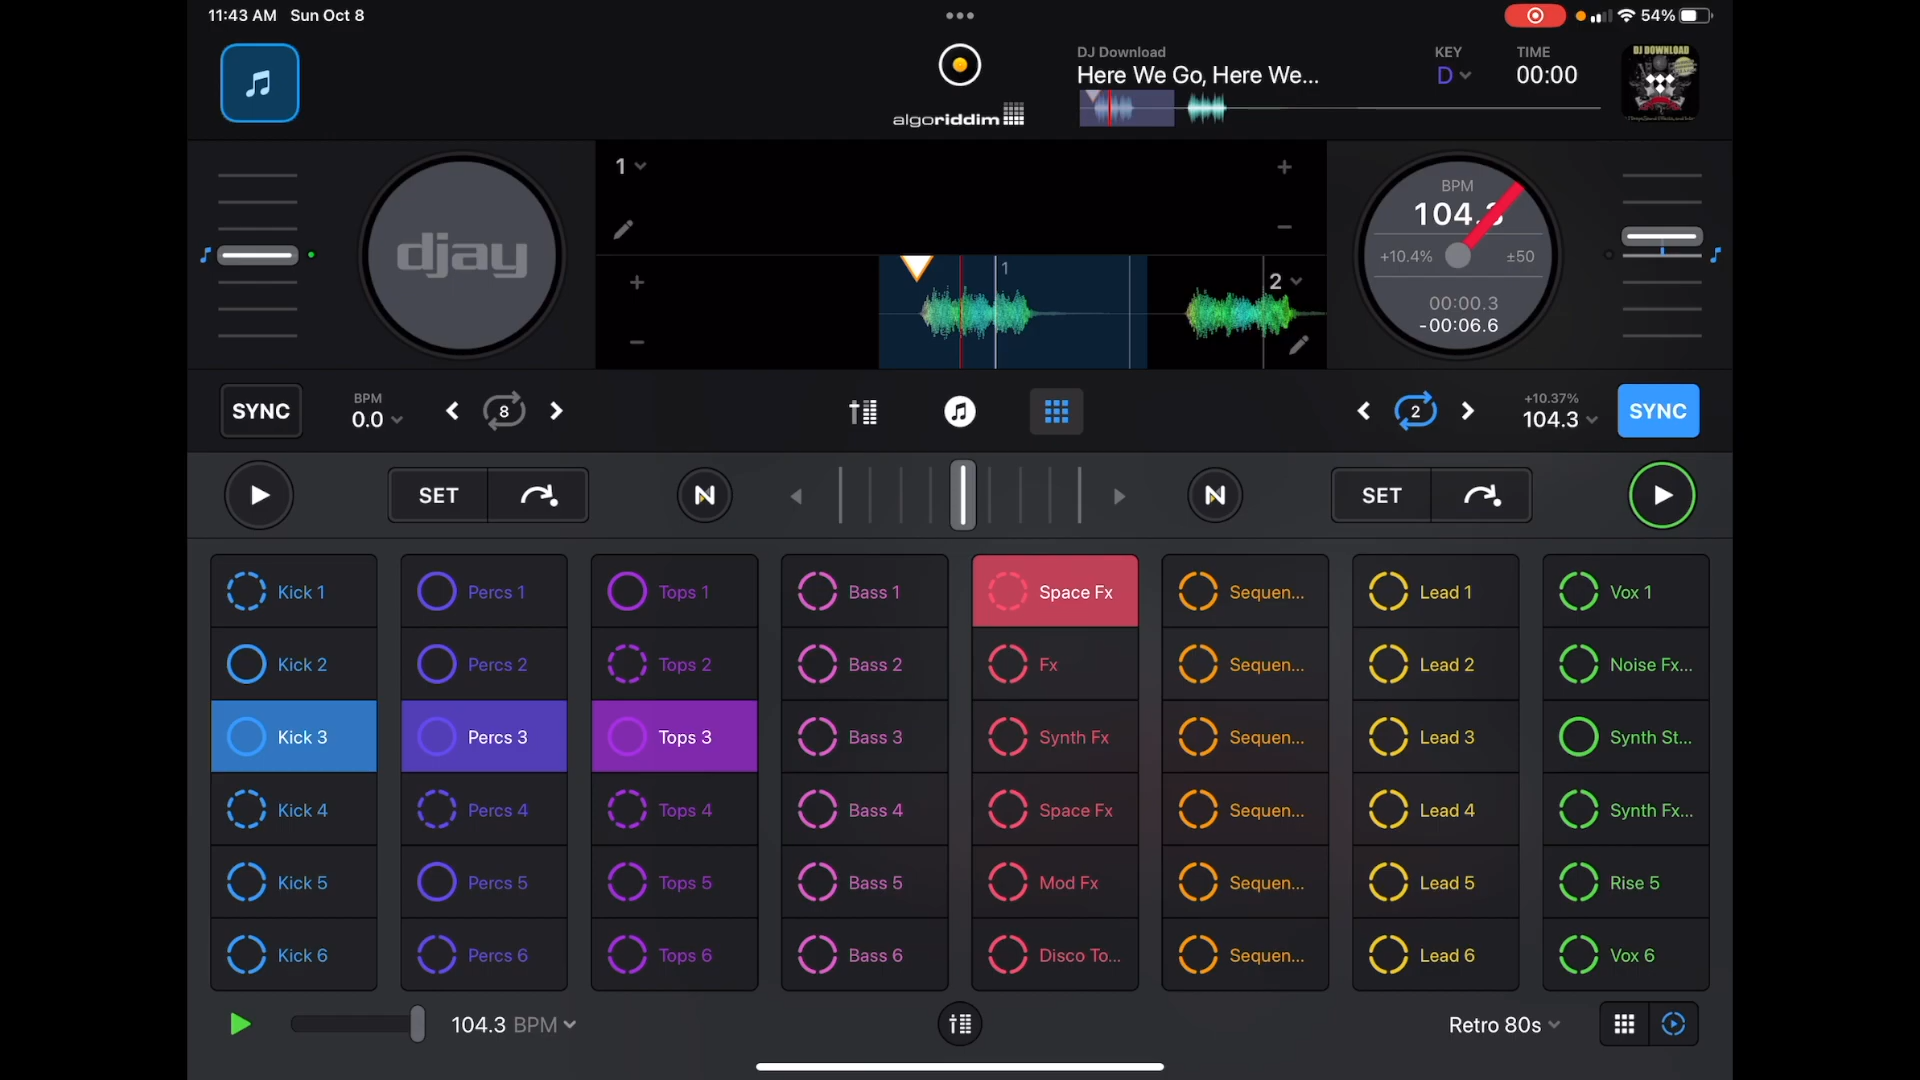 11:43 AM Sun Oct 8
54%
DJ Download
Here We Go, Here We...
KEY
D
TIME
00:00
DJ DOWNLOAD
algoriddim
djay
1
1
2
BPM
104.3
+10.4%
±50
00:00.3
-00:06.6
SYNC
BPM
0.0
8
2
+10.37%
104.3
SYNC
SET
N
N
SET
Kick 1
Percs 1
Tops 1
Bass 1
Space Fx
Sequen...
Lead 1
Vox 1
Kick 2
Percs 2
Tops 2
Bass 2
Fx
Sequen...
Lead 2
Noise Fx...
Kick 3
Percs 3
Tops 3
Bass 3
Synth Fx
Sequen...
Lead 3
Synth St...
Kick 4
Percs 4
Tops 4
Bass 4
Space Fx
Sequen...
Lead 4
Synth Fx...
Kick 5
Percs 5
Tops 5
Bass 5
Mod Fx
Sequen...
Lead 5
Rise 5
Kick 6
Percs 6
Tops 6
Bass 6
Disco To...
Sequen...
Lead 6
Vox 6
104.3 BPM
Retro 80s